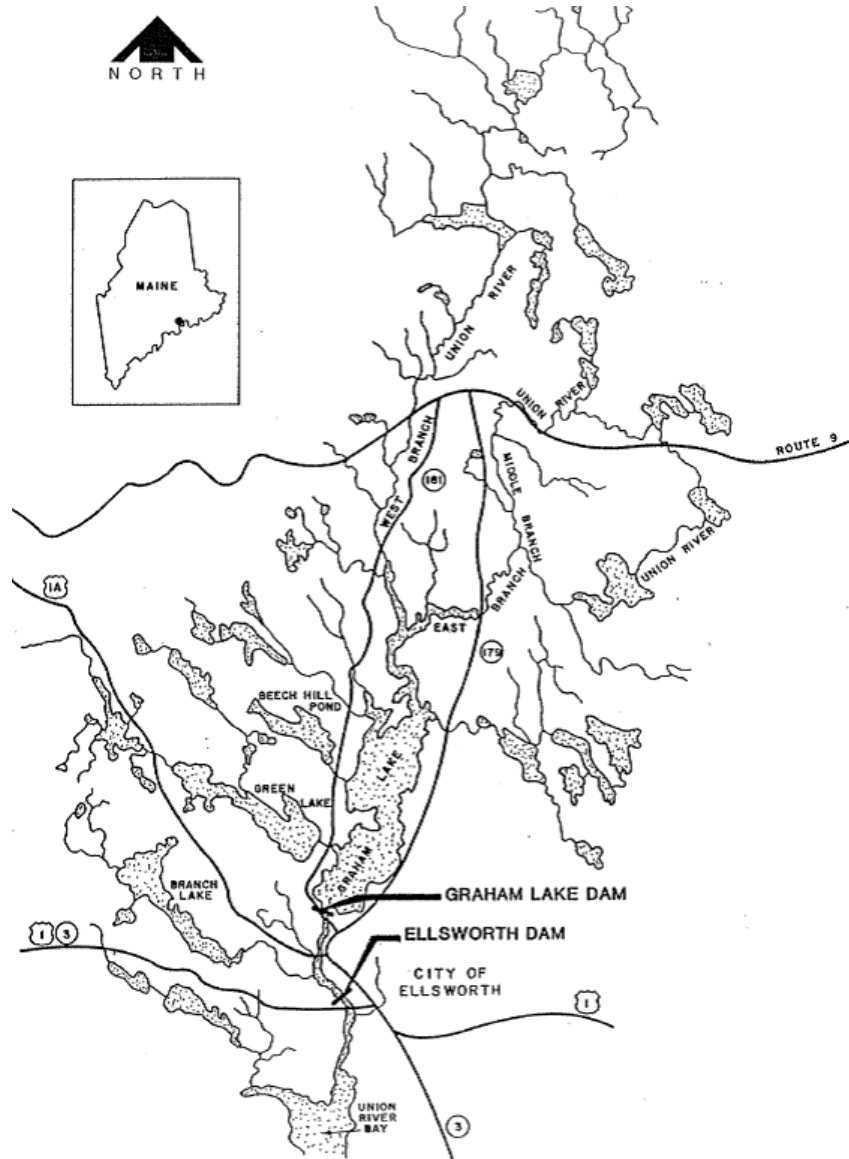 NORTH
MAINE
UNION RIVER
UNION RIVER
ROUTE 9
WEST BRANCH
181
MIDDLE BRANCH
UNION RIVER
1A
EAST BRANCH
179
BEECH HILL
POND
GREEN
LAKE
GRAHAM LAKE
BRANCH
LAKE
GRAHAM LAKE DAM
1 3
ELLSWORTH DAM
CITY OF
ELLSWORTH
1
UNION
RIVER
BAY
3